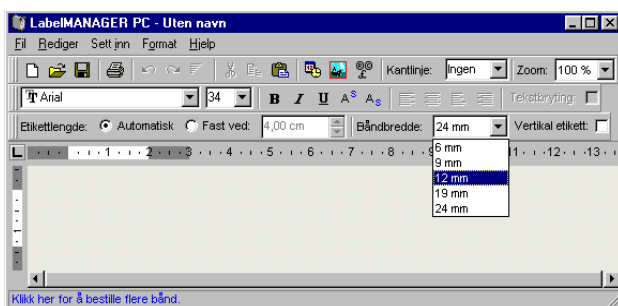 LabelMANAGER PC - Uten navn
Fil Rediger Sett inn Format Hjelp
Kantlinje: Ingen Zoom: 100 %
Arial 34 B I U A S A S Tekstbryting:
Etikettlengde: Automatisk Fast ved: 4,00 cm Båndbredde: 24 mm Vertikal etikett:
L 1 2 3 4 5 6 7 8 9 11 12 13
6 mm
9 mm
12 mm
19 mm
24 mm
1
Klikk her for å bestille flere bånd.